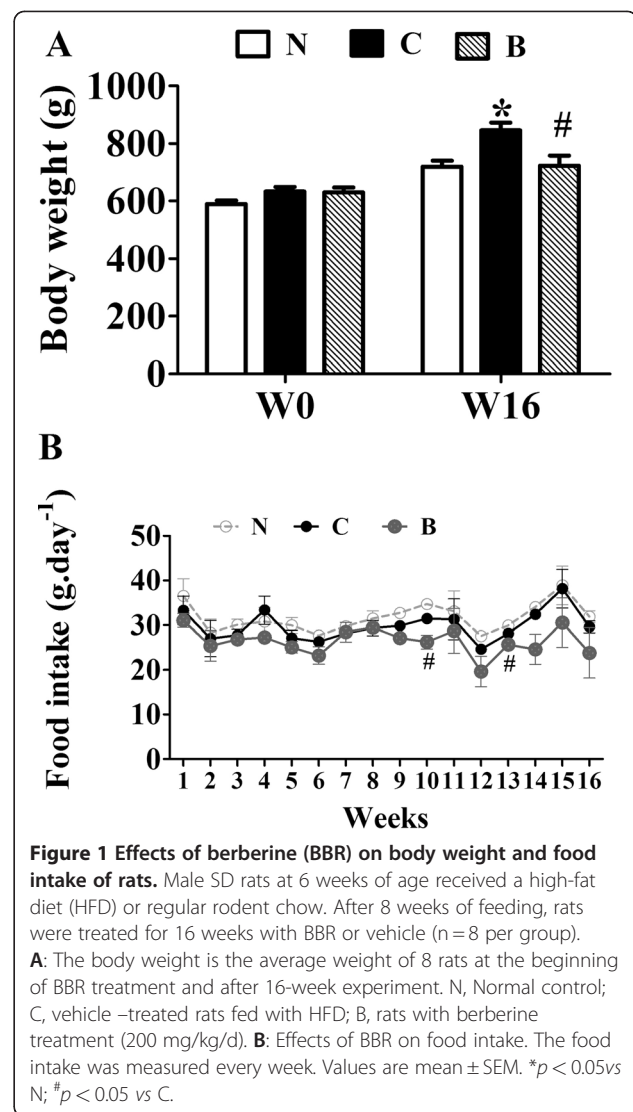 A
N C B
Body weight (g)
1000
800
600
400
200
0
*
#
W0 W16
B
Food intake (g.day⁻¹)
N C B
50
40
30
20
10
0
# #
1 2 3 4 5 6 7 8 9 10 11 12 13 14 15 16
Weeks
Figure 1 Effects of berberine (BBR) on body weight and food
intake of rats. Male SD rats at 6 weeks of age received a high-fat
diet (HFD) or regular rodent chow. After 8 weeks of feeding, rats
were treated for 16 weeks with BBR or vehicle (n = 8 per group).
A: The body weight is the average weight of 8 rats at the beginning
of BBR treatment and after 16-week experiment. N, Normal control;
C, vehicle –treated rats fed with HFD; B, rats with berberine
treatment (200 mg/kg/d). B: Effects of BBR on food intake. The food
intake was measured every week. Values are mean ± SEM. *p < 0.05vs
N; #p < 0.05 vs C.